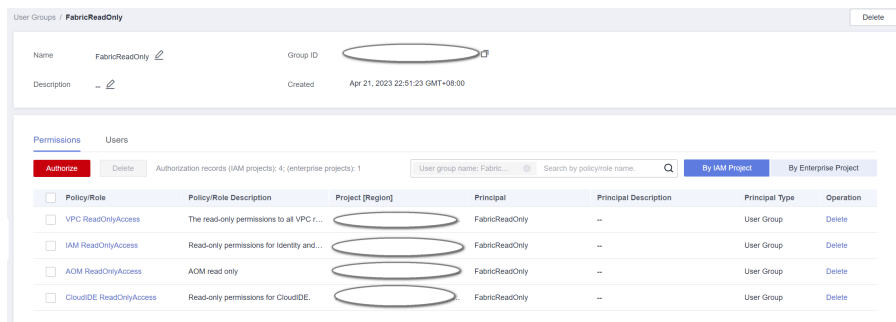 User Groups / FabricReadOnly
Delete
Name FabricReadOnly Group ID
Description -- Created Apr 21, 2023 22:51:23 GMT+08:00
Permissions Users
Authorize Delete Authorization records (IAM projects): 4; (enterprise projects): 1 User group name: Fabric... Search by policy/role name. By IAM Project By Enterprise Project
Policy/Role Policy/Role Description Project [Region] Principal Principal Description Principal Type Operation
VPC ReadOnlyAccess The read-only permissions to all VPC r... FabricReadOnly -- User Group Delete
IAM ReadOnlyAccess Read-only permissions for Identity and... FabricReadOnly -- User Group Delete
AOM ReadOnlyAccess AOM read only FabricReadOnly -- User Group Delete
CloudIDE ReadOnlyAccess Read-only permissions for CloudIDE. FabricReadOnly -- User Group Delete